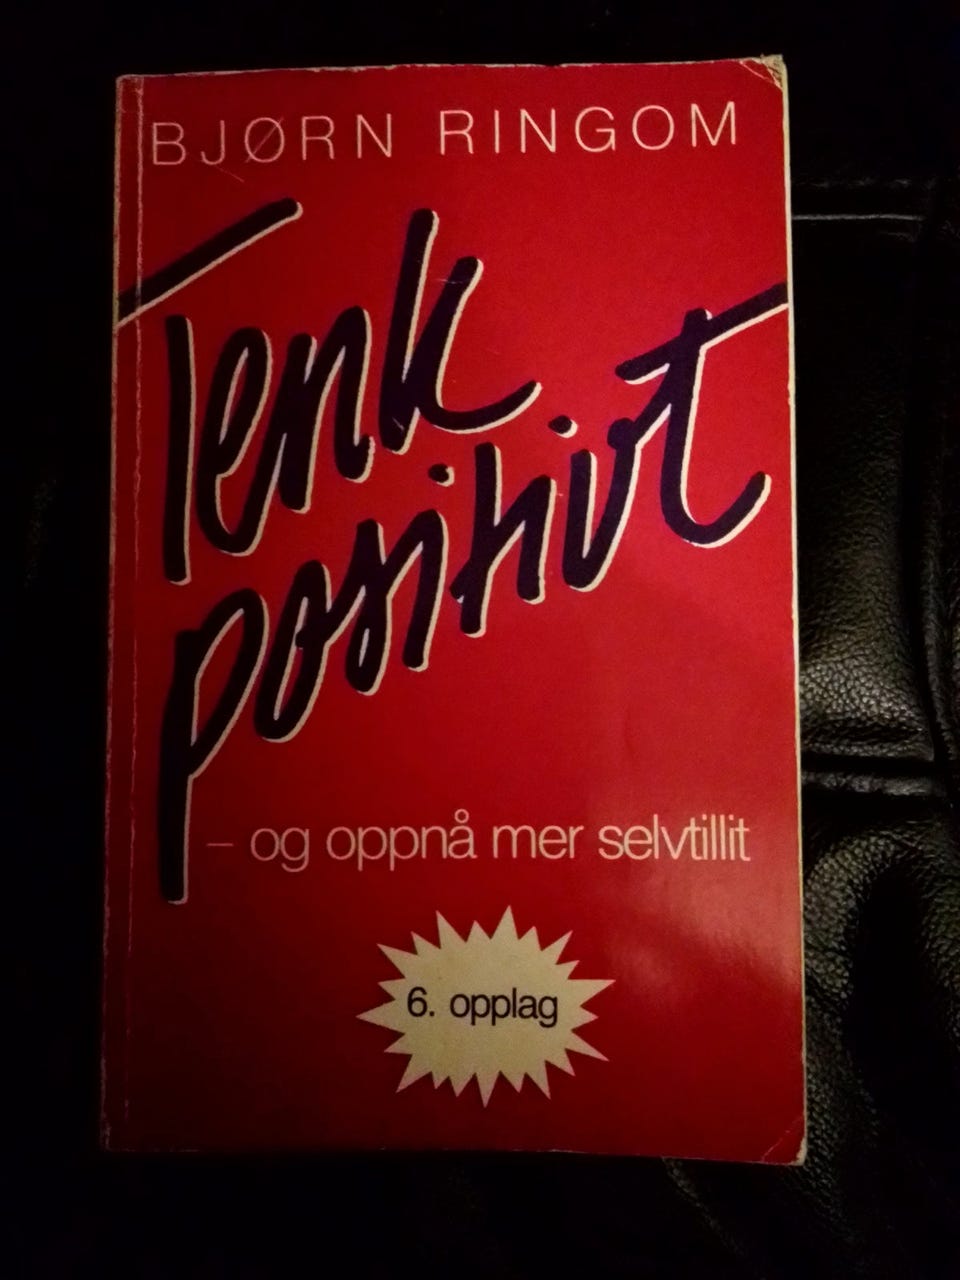 BJØRN RINGOM
Tenk
positivt
– og oppnå mer selvtillit
6. opplag